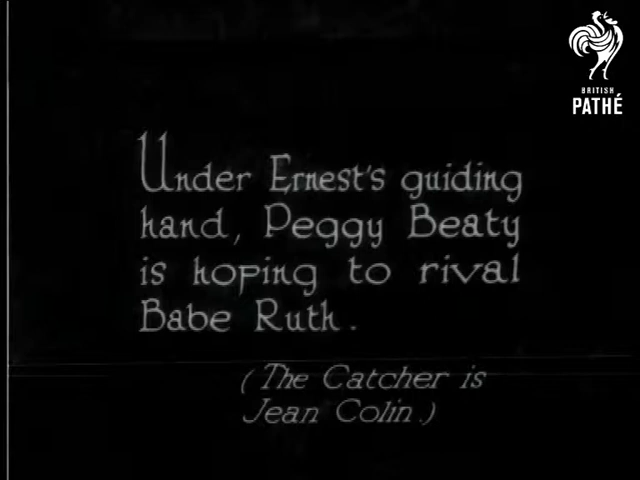 BRITISH
PATHÉ
Under Ernest's guiding
hand, Peggy Beaty
is hoping to rival
Babe Ruth.
(The Catcher is
Jean Colin.)